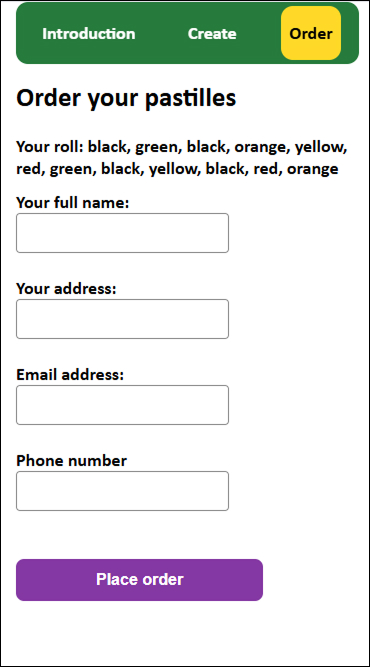 Introduction Create Order
Order your pastilles
Your roll: black, green, black, orange, yellow,
red, green, black, yellow, black, red, orange
Your full name:
Your address:
Email address:
Phone number
Place order